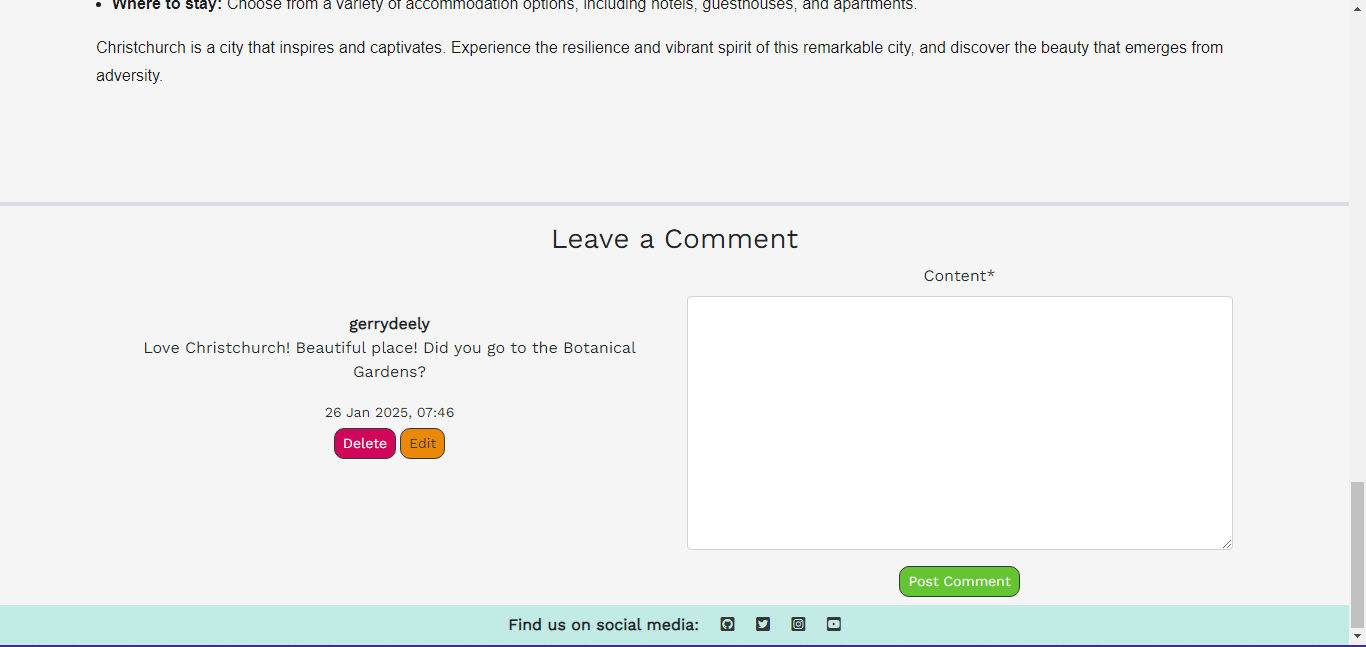 • Where to stay: Choose from a variety of accommodation options, including hotels, guesthouses, and apartments.
Christchurch is a city that inspires and captivates. Experience the resilience and vibrant spirit of this remarkable city, and discover the beauty that emerges from
adversity.
Leave a Comment
gerrydeely
Love Christchurch! Beautiful place! Did you go to the Botanical
Gardens?
26 Jan 2025, 07:46
Delete Edit
Content*
Post Comment
Find us on social media: